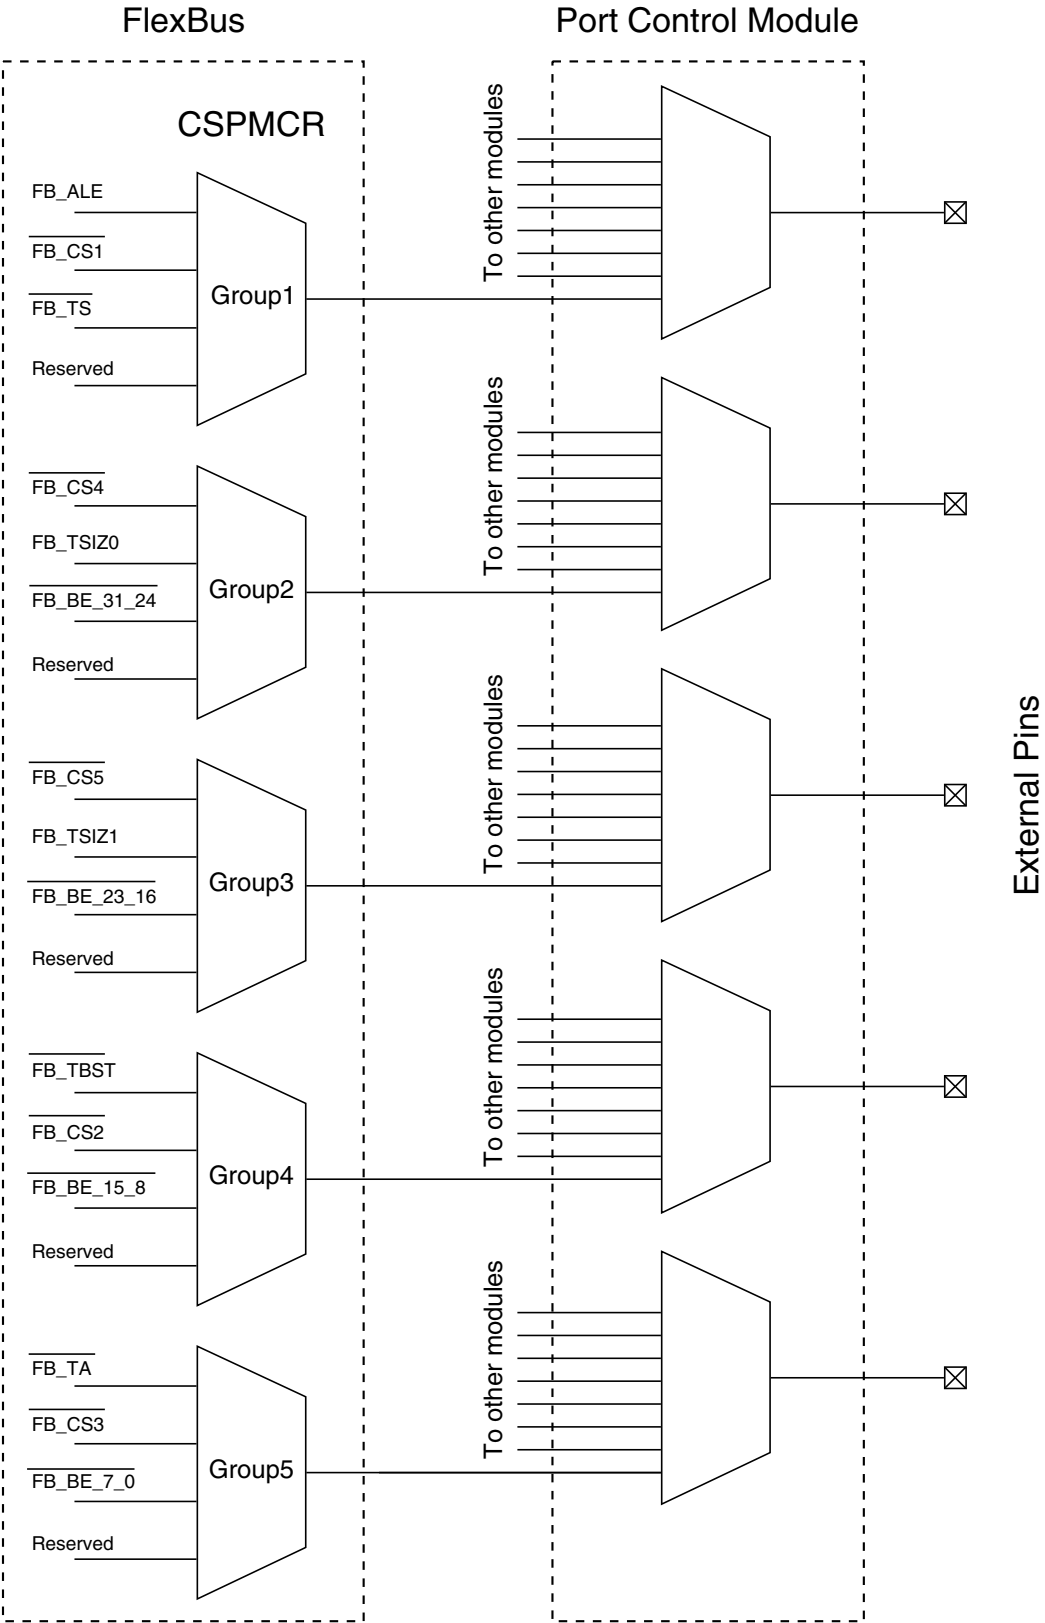 FlexBus
Port Control Module
CSPMCR
FB_ALE
FB_CS1
FB_TS
Reserved
Group1
To other modules
FB_CS4
FB_TSIZ0
FB_BE_31_24
Reserved
Group2
To other modules
FB_CS5
FB_TSIZ1
FB_BE_23_16
Reserved
Group3
To other modules
FB_TBST
FB_CS2
FB_BE_15_8
Reserved
Group4
To other modules
FB_TA
FB_CS3
FB_BE_7_0
Reserved
Group5
To other modules
External Pins